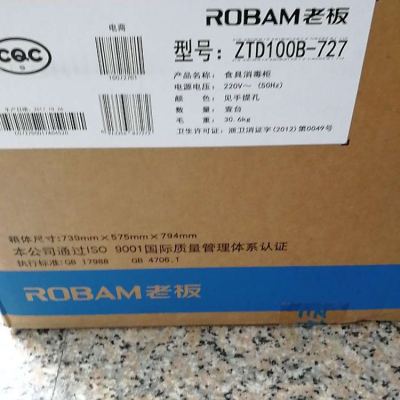 ROBAM老板
电商
CQC
型号: ZTD100B-727
产品名称: 食具消毒柜
电源电压: 220V～ (50Hz)
颜色: 见手提孔
数量: 壹台
毛重: 30.6kg
卫生许可证: 浙卫消证字(2012)第0049号
箱体尺寸:739mm×575mm×794mm
本公司通过ISO 9001国际质量管理体系认证
执行标准:GB 17988 GB 4706.1
ROBAM老板